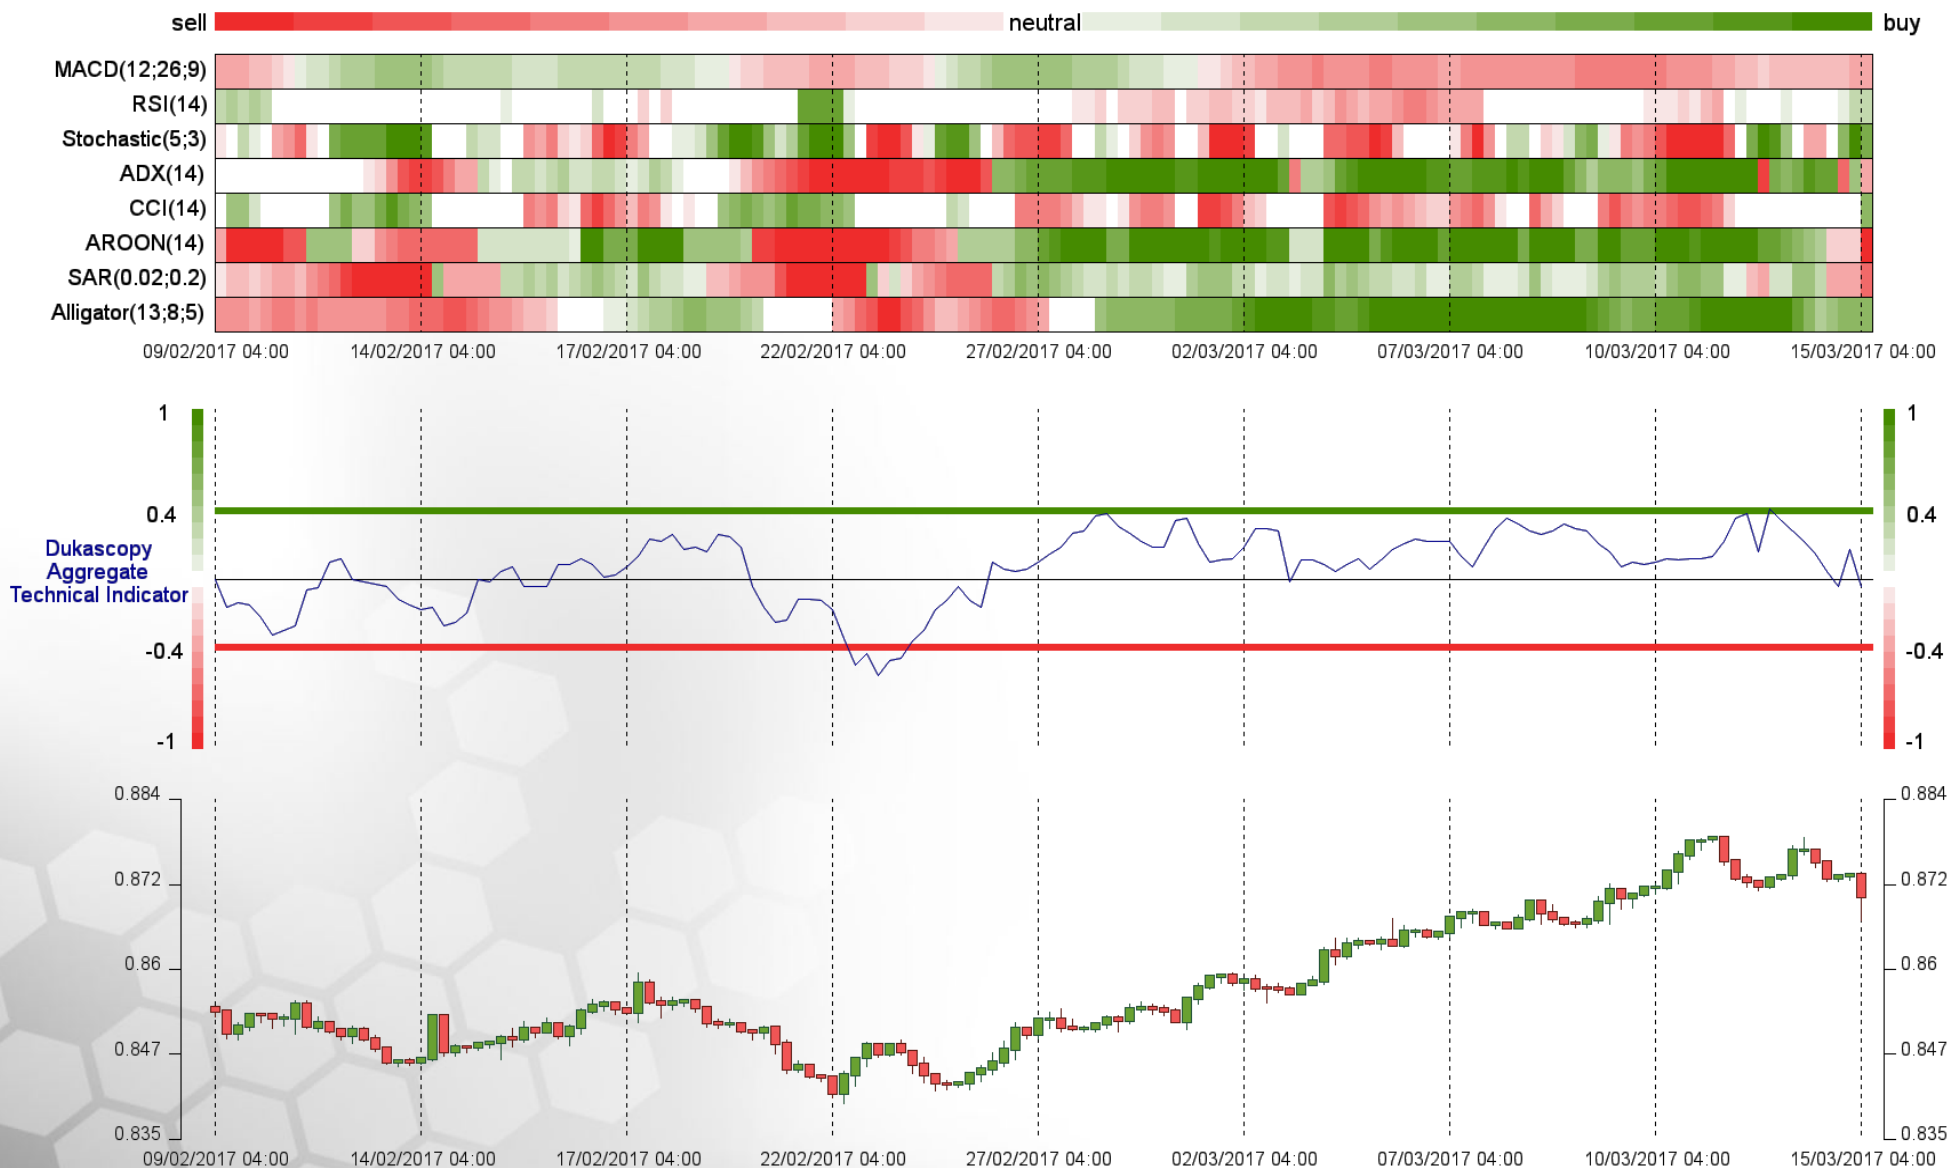 sell neutral buy
MACD(12;26;9)
RSI(14)
Stochastic(5;3)
ADX(14)
CCI(14)
AROON(14)
SAR(0.02;0.2)
Alligator(13;8;5)
09/02/2017 04:00 14/02/2017 04:00 17/02/2017 04:00 22/02/2017 04:00 27/02/2017 04:00 02/03/2017 04:00 07/03/2017 04:00 10/03/2017 04:00 15/03/2017 04:00
1 1
0.4 0.4
Dukascopy
Aggregate
Technical Indicator
-0.4 -0.4
-1 -1
0.884 0.884
0.872 0.872
0.86 0.86
0.847 0.847
0.835 0.835
09/02/2017 04:00 14/02/2017 04:00 17/02/2017 04:00 22/02/2017 04:00 27/02/2017 04:00 02/03/2017 04:00 07/03/2017 04:00 10/03/2017 04:00 15/03/2017 04:00